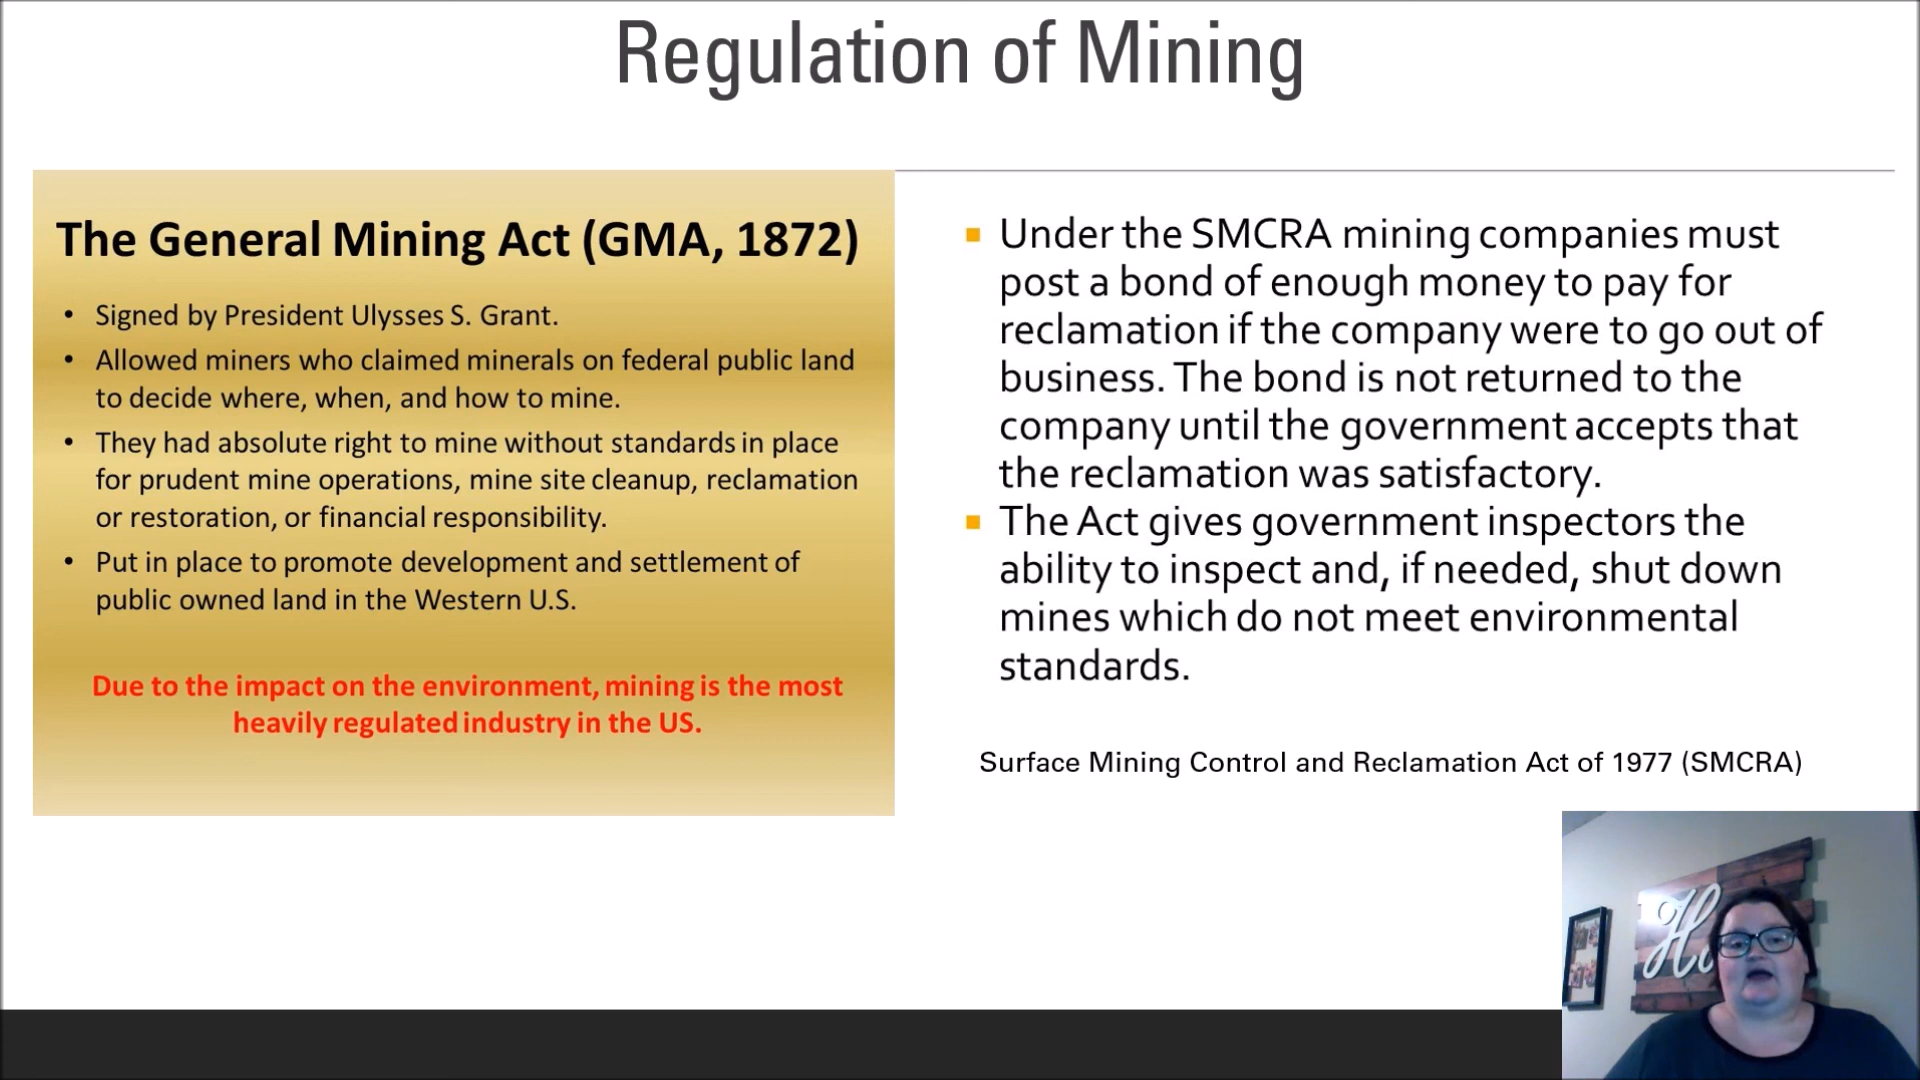 Regulation of Mining
The General Mining Act (GMA, 1872)
• Signed by President Ulysses S. Grant.
• Allowed miners who claimed minerals on federal public land
to decide where, when, and how to mine.
• They had absolute right to mine without standards in place
for prudent mine operations, mine site cleanup, reclamation
or restoration, or financial responsibility.
• Put in place to promote development and settlement of
public owned land in the Western U.S.
Due to the impact on the environment, mining is the most
heavily regulated industry in the US.
▪ Under the SMCRA mining companies must
post a bond of enough money to pay for
reclamation if the company were to go out of
business. The bond is not returned to the
company until the government accepts that
the reclamation was satisfactory.
▪ The Act gives government inspectors the
ability to inspect and, if needed, shut down
mines which do not meet environmental
standards.
Surface Mining Control and Reclamation Act of 1977 (SMCRA)